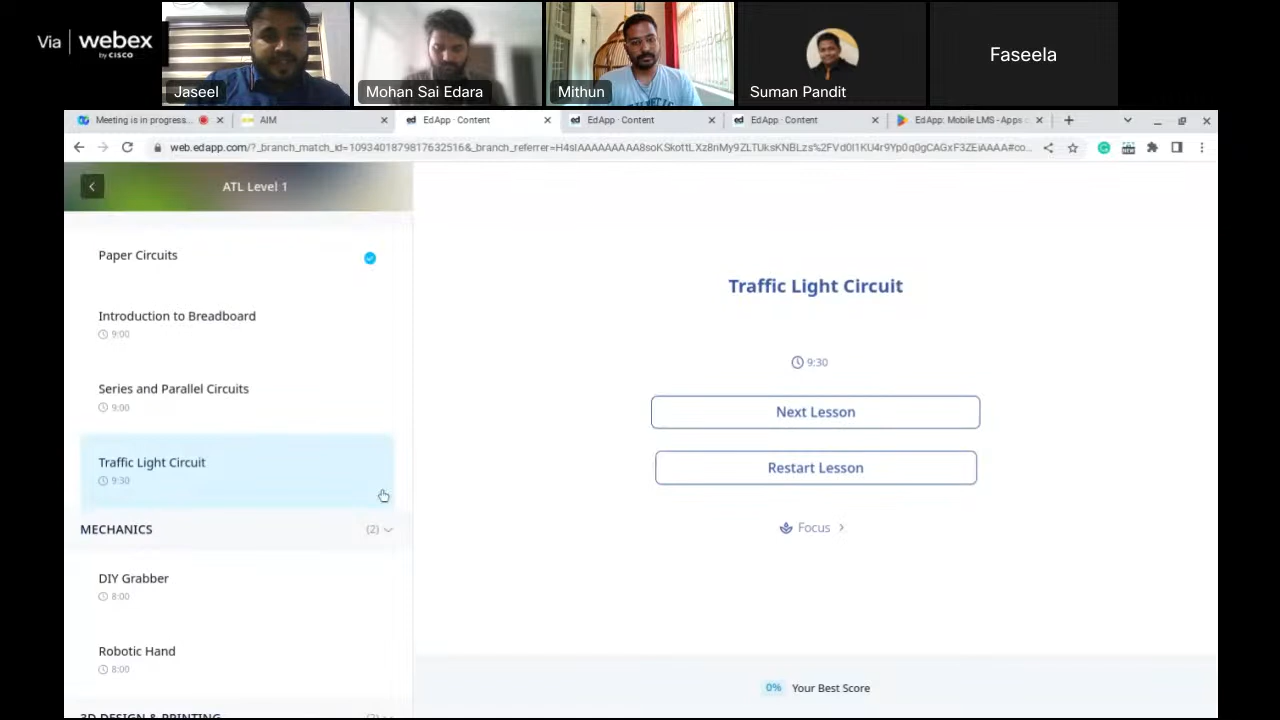 Via | webex
by CISCO
Jaseel
Mohan Sai Edara
Mithun
Suman Pandit
Faseela
Meeting is in progress...
AIM
EdApp · Content
EdApp · Content
EdApp · Content
EdApp: Mobile LMS - Apps
ATL Level 1
Paper Circuits
Introduction to Breadboard
9:00
Series and Parallel Circuits
9:00
Traffic Light Circuit
9:30
MECHANICS
(2)
DIY Grabber
8:00
Robotic Hand
8:00
3D DESIGN & PRINTING
Traffic Light Circuit
9:30
Next Lesson
Restart Lesson
Focus
0% Your Best Score